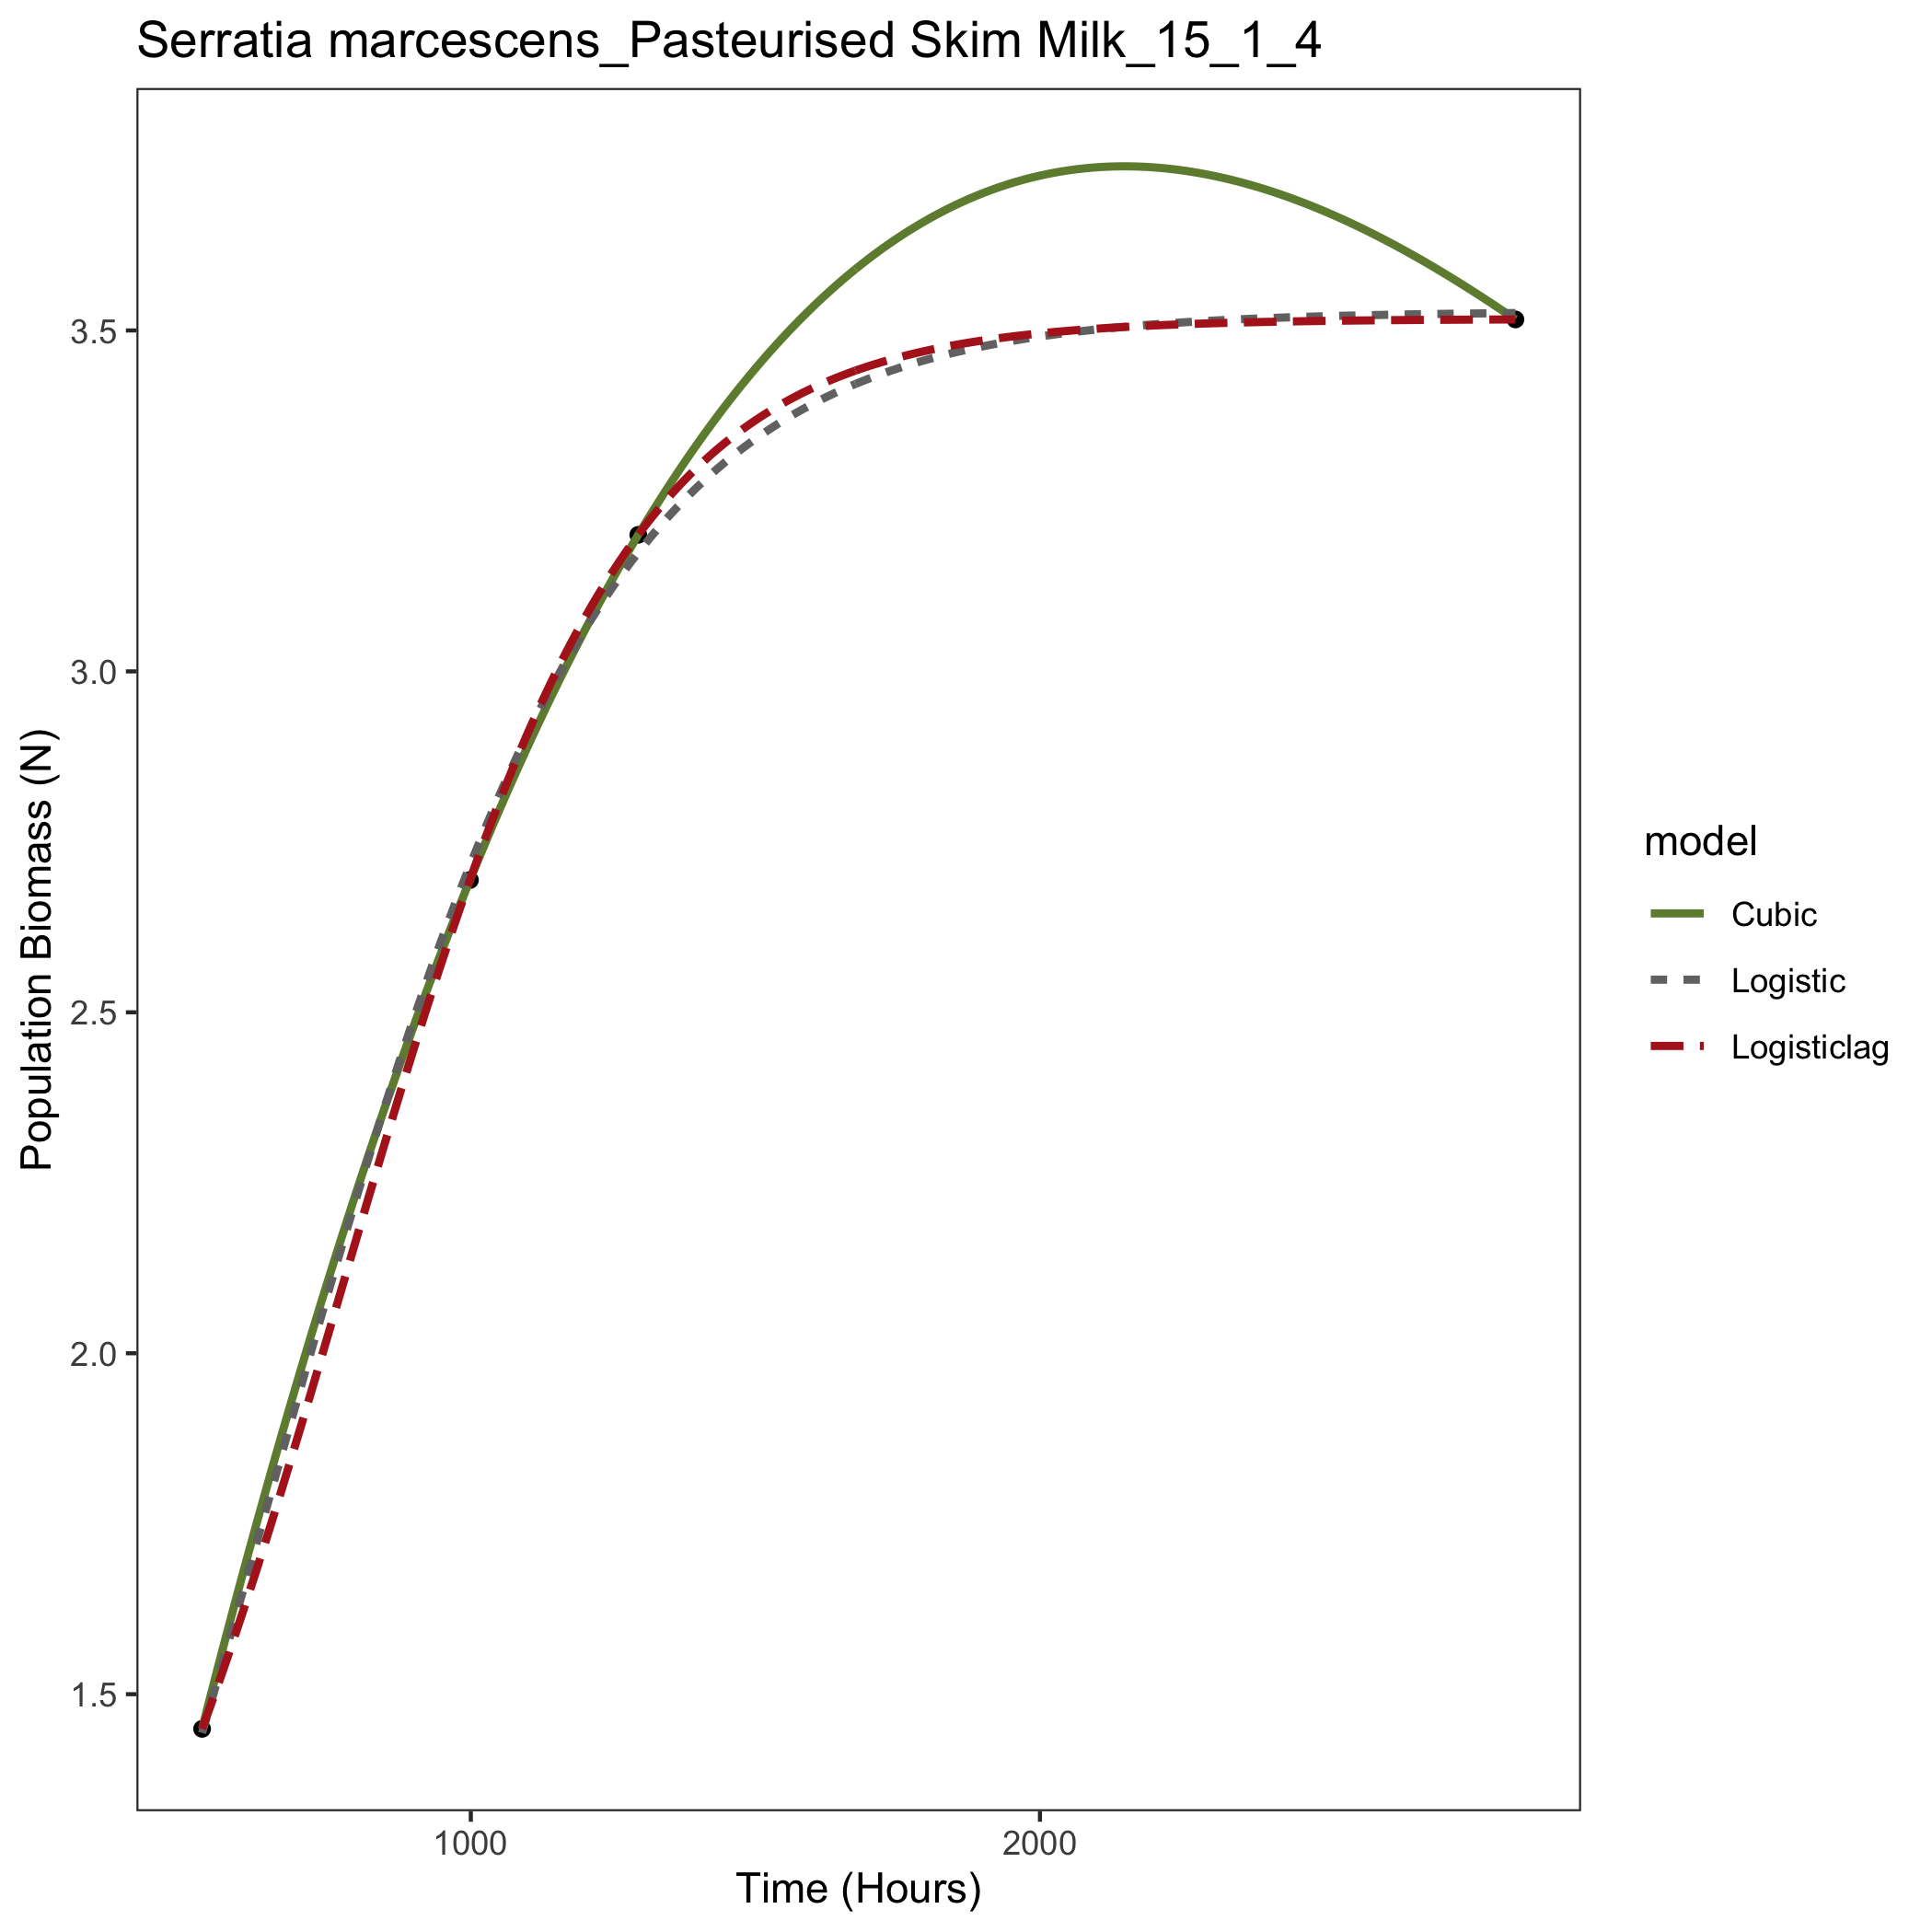 Serratia marcescens_Pasteurised Skim Milk_15_1_4
3.5
3.0
2.5
2.0
1.5
Population Biomass (N)
1000
2000
Time (Hours)
model
Cubic
Logistic
Logisticlag